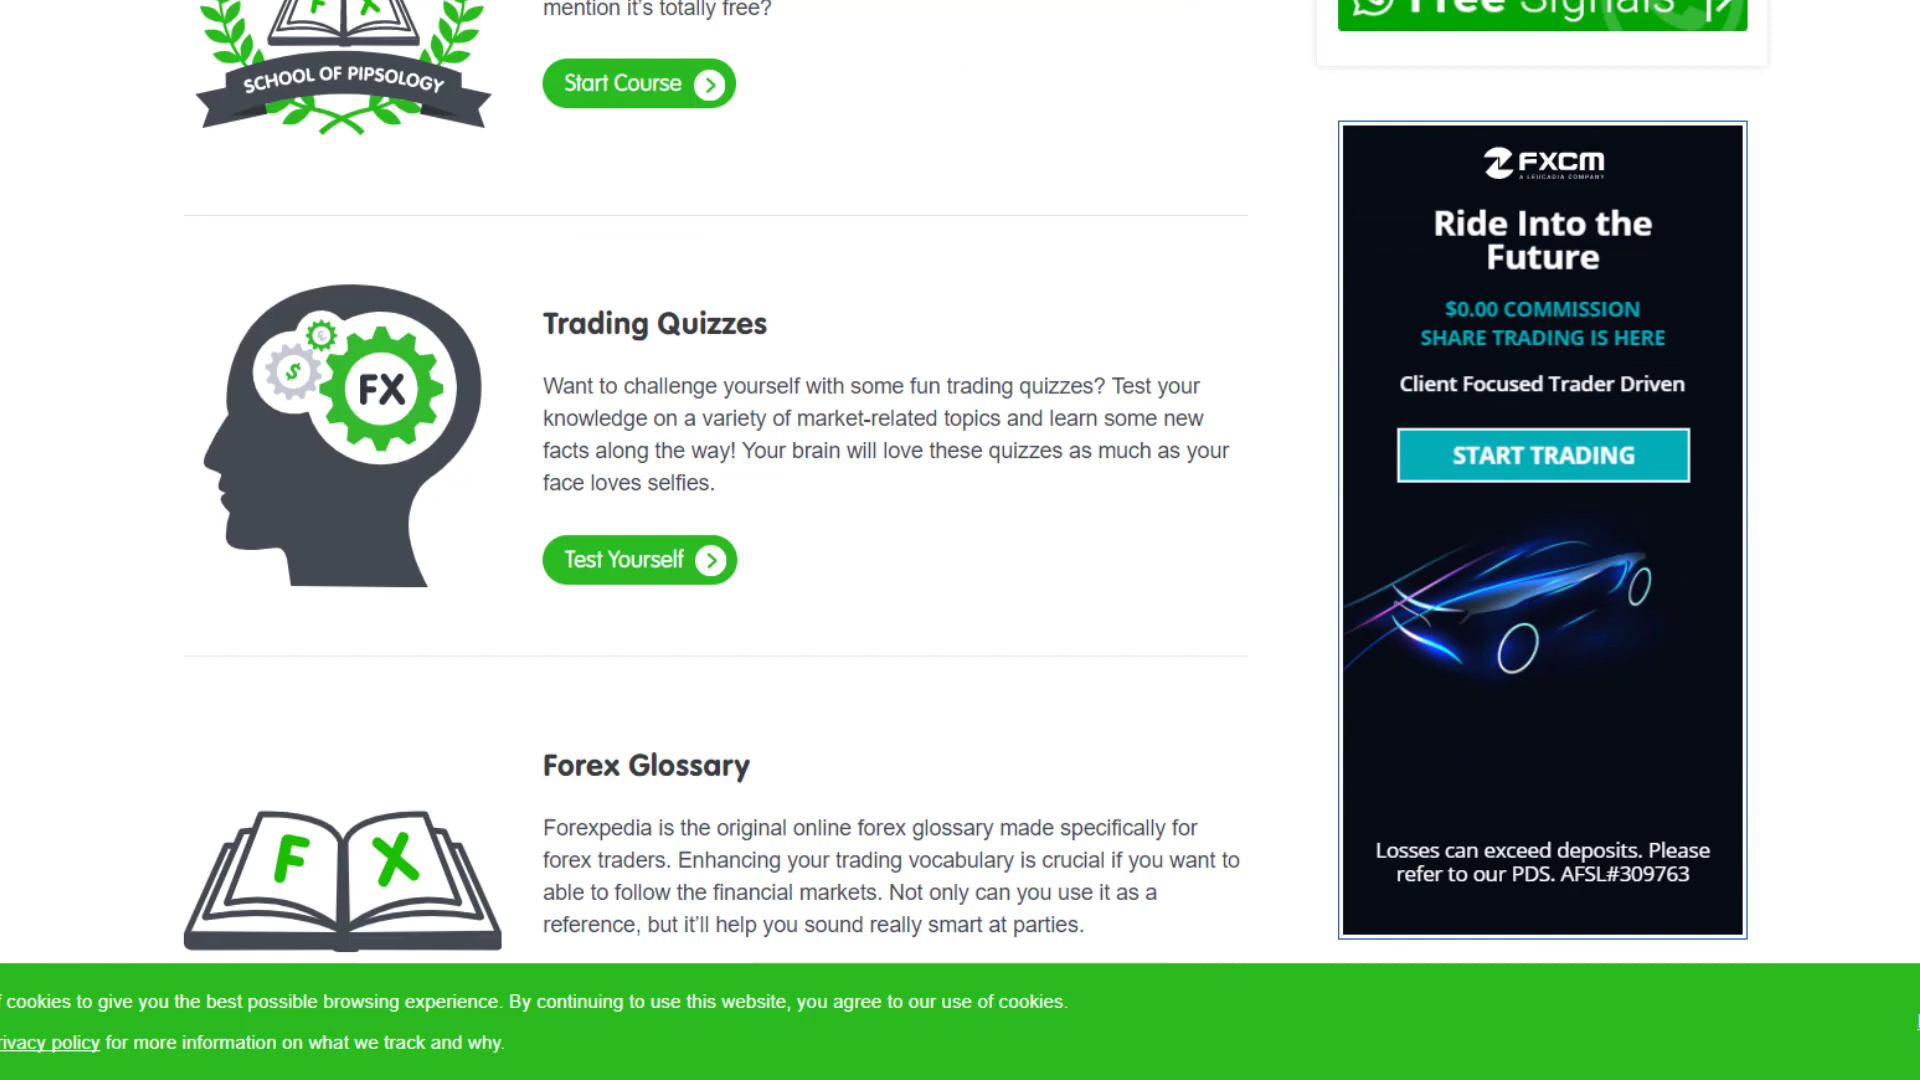 mention it's totally free?
Free Signals
F X
SCHOOL OF PIPSOLOGY
Start Course
FXCM
A LEUCADIA COMPANY
Ride Into the
Future
$0.00 COMMISSION
SHARE TRADING IS HERE
Client Focused Trader Driven
START TRADING
Losses can exceed deposits. Please
refer to our PDS. AFSL#309763
€
$
FX
Trading Quizzes
Want to challenge yourself with some fun trading quizzes? Test your
knowledge on a variety of market-related topics and learn some new
facts along the way! Your brain will love these quizzes as much as your
face loves selfies.
Test Yourself
Forex Glossary
F X
Forexpedia is the original online forex glossary made specifically for
forex traders. Enhancing your trading vocabulary is crucial if you want to
able to follow the financial markets. Not only can you use it as a
reference, but it'll help you sound really smart at parties.
cookies to give you the best possible browsing experience. By continuing to use this website, you agree to our use of cookies.
rivacy policy for more information on what we track and why.